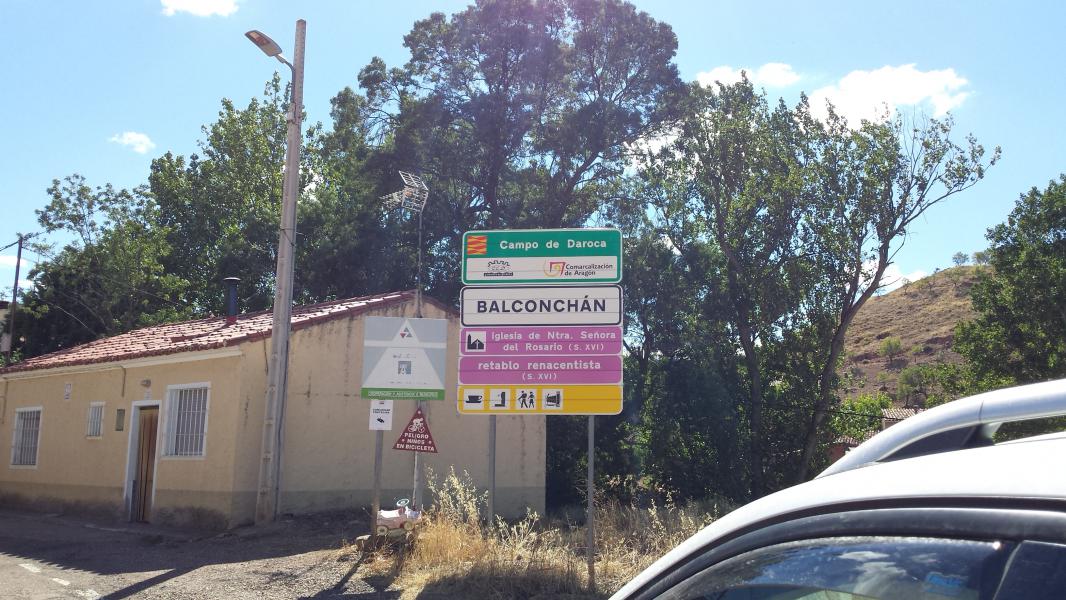 Campo de Daroca
Comarcalización
de Aragón
BALCONCHÁN
iglesia de Ntra. Señora
del Rosario (S. XVI)
retablo renacentista
(S. XVI)
PELIGRO
NIÑOS
EN BICICLETA